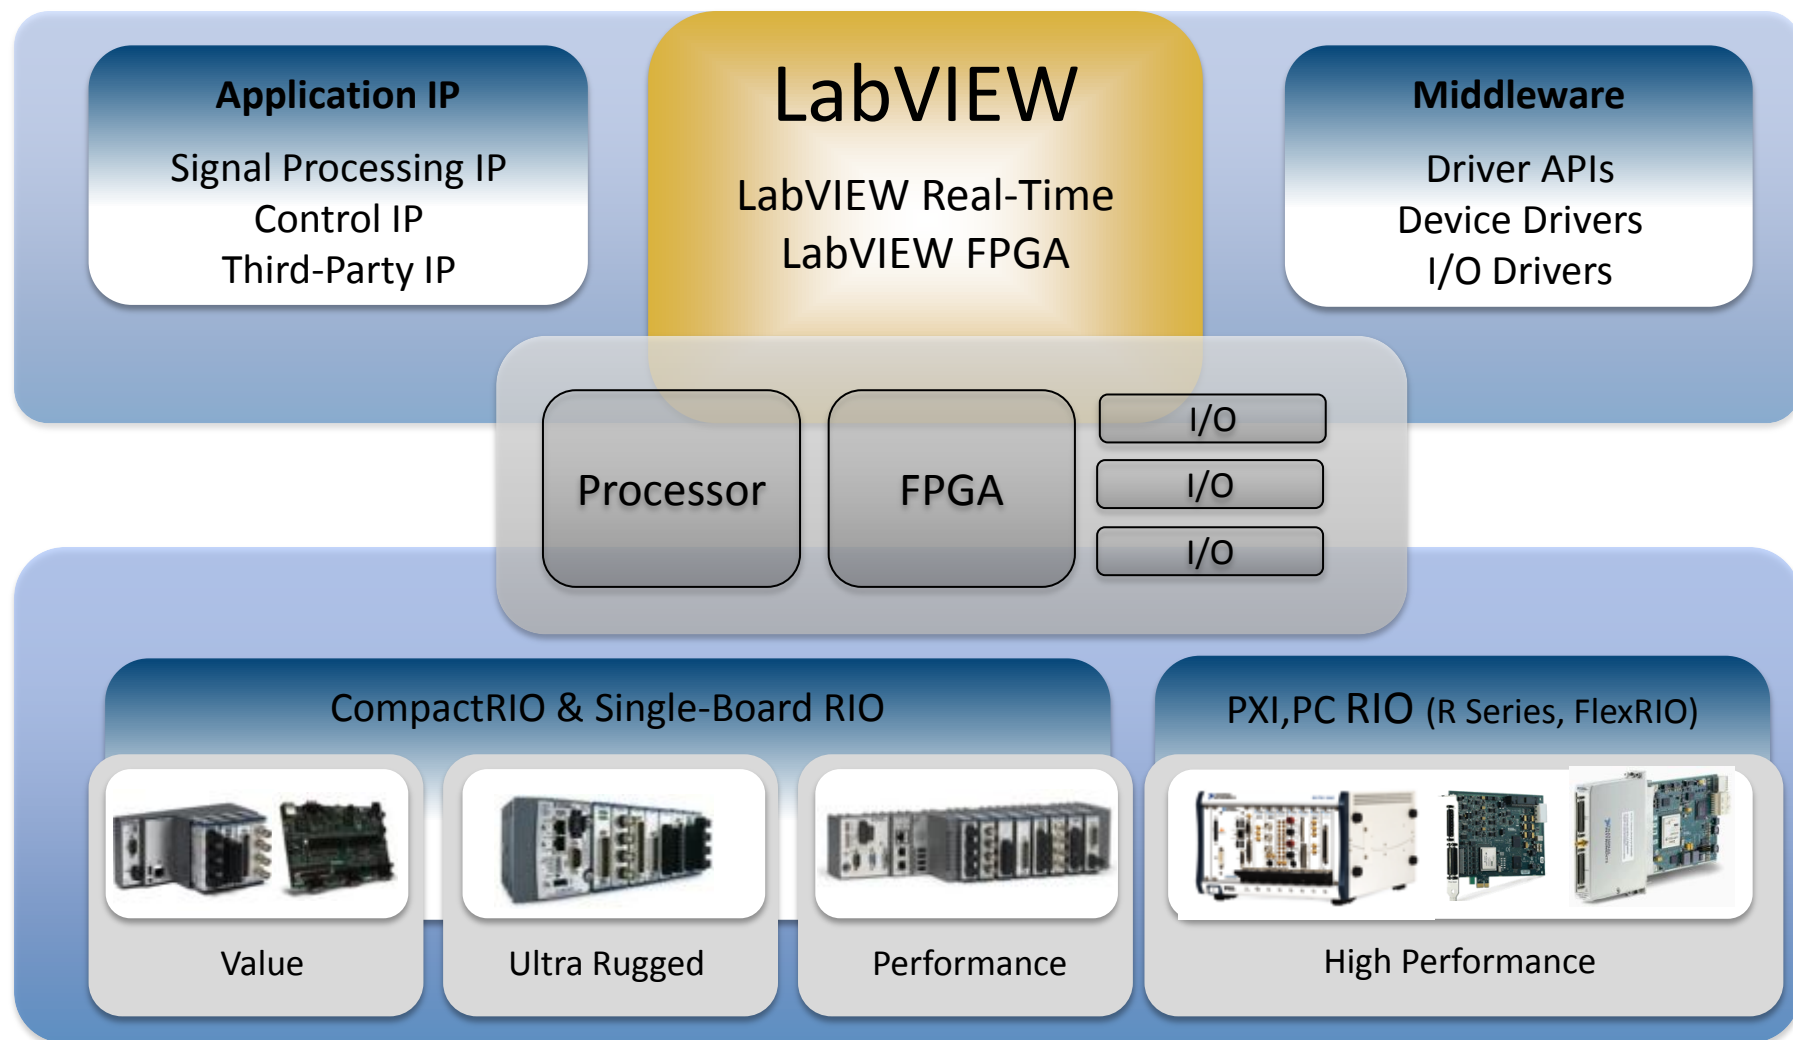 Application IP
Signal Processing IP
Control IP
Third-Party IP
LabVIEW
LabVIEW Real-Time
LabVIEW FPGA
Middleware
Driver APIs
Device Drivers
I/O Drivers
Processor
FPGA
I/O
I/O
I/O
CompactRIO & Single-Board RIO
PXI,PC RIO (R Series, FlexRIO)
Value
Ultra Rugged
Performance
High Performance